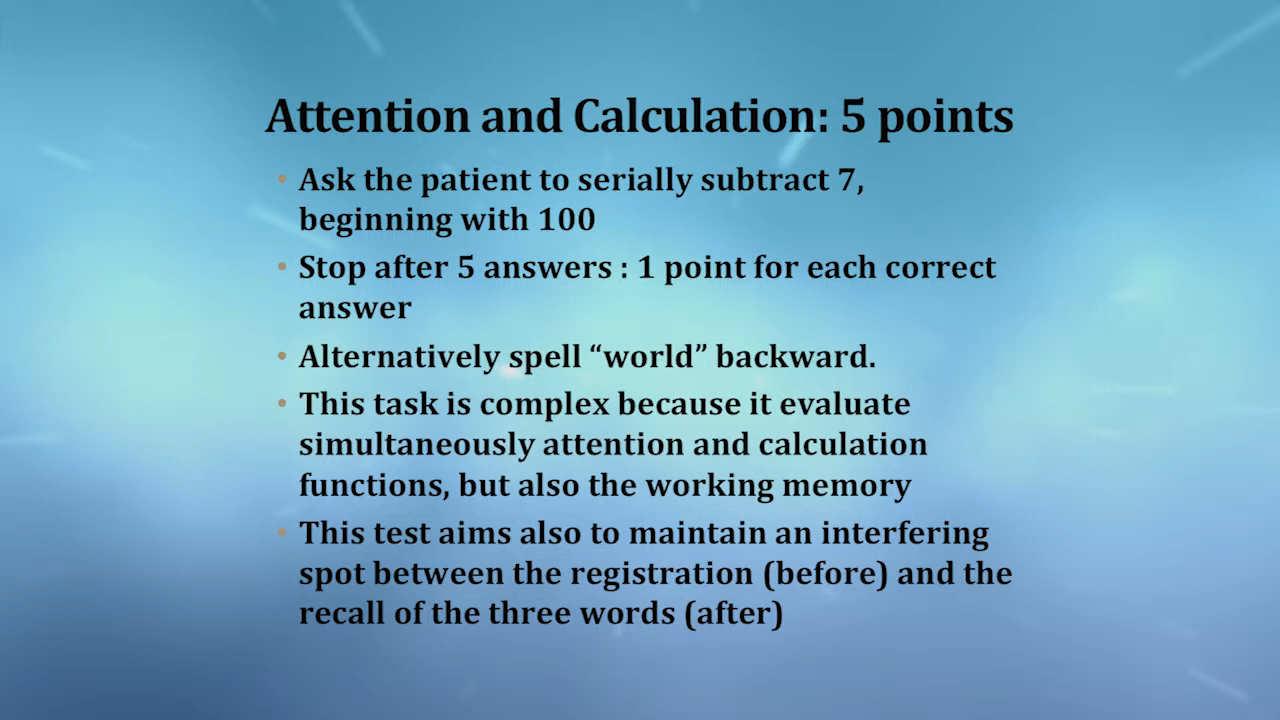 Attention and Calculation: 5 points
• Ask the patient to serially subtract 7,
beginning with 100
• Stop after 5 answers : 1 point for each correct
answer
• Alternatively spell “world” backward.
• This task is complex because it evaluate
simultaneously attention and calculation
functions, but also the working memory
• This test aims also to maintain an interfering
spot between the registration (before) and the
recall of the three words (after)